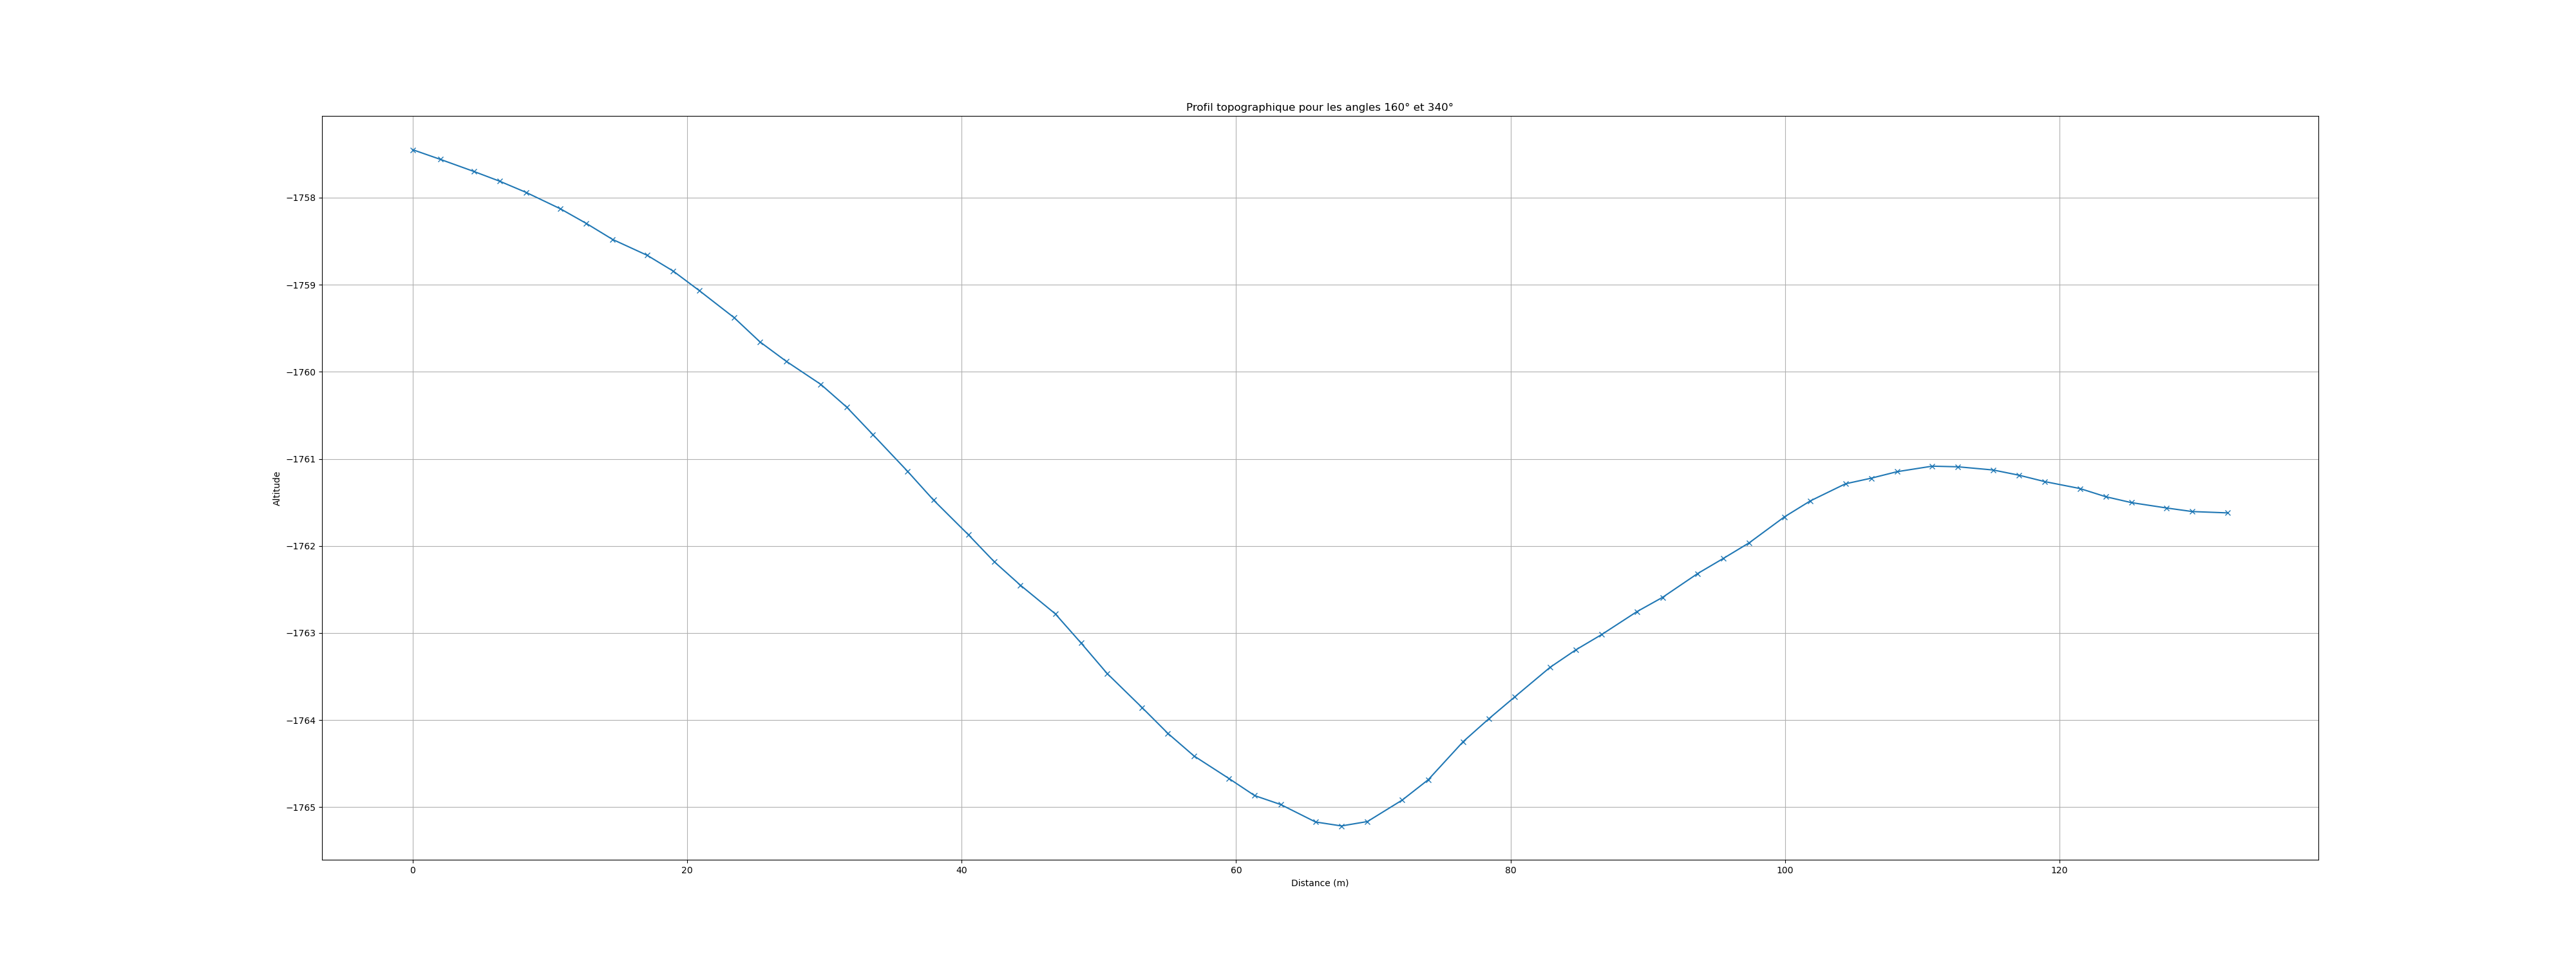 Profil topographique pour les angles 160° et 340°
−1758
−1759
−1760
−1761
−1762
−1763
−1764
−1765
Altitude
0 20 40 60 80 100 120
Distance (m)